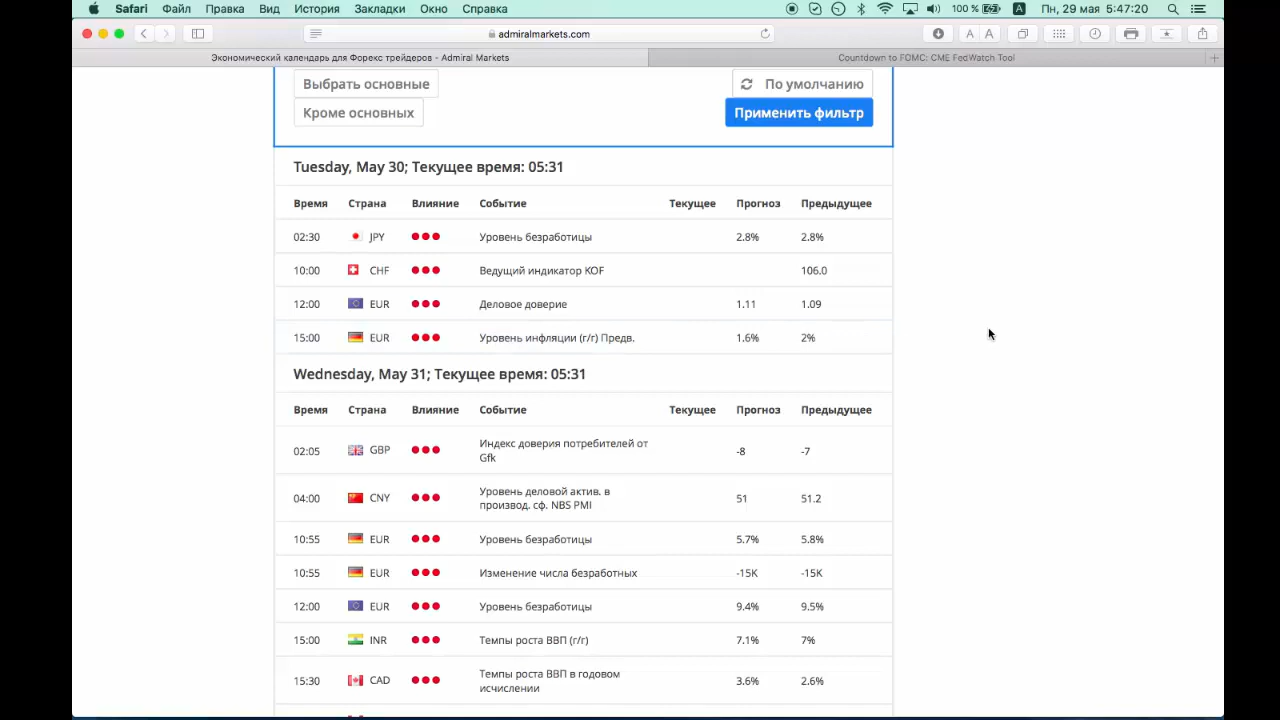 Safari Файл Правка Вид История Закладки Окно Справка 100 % A Пн, 29 мая 5:47:20
admiralmarkets.com A A
Экономический календарь для Форекс трейдеров - Admiral Markets Countdown to FOMC: CME FedWatch Tool
Выбрать основные По умолчанию
Кроме основных Применить фильтр
Tuesday, May 30; Текущее время: 05:31
Время Страна Влияние Событие Текущее Прогноз Предыдущее
02:30 JPY Уровень безработицы 2.8% 2.8%
10:00 CHF Ведущий индикатор KOF 106.0
12:00 EUR Деловое доверие 1.11 1.09
15:00 EUR Уровень инфляции (г/г) Предв. 1.6% 2%
Wednesday, May 31; Текущее время: 05:31
Время Страна Влияние Событие Текущее Прогноз Предыдущее
02:05 GBP Индекс доверия потребителей от Gfk -8 -7
04:00 CNY Уровень деловой актив. в производ. сф. NBS PMI 51 51.2
10:55 EUR Уровень безработицы 5.7% 5.8%
10:55 EUR Изменение числа безработных -15K -15K
12:00 EUR Уровень безработицы 9.4% 9.5%
15:00 INR Темпы роста ВВП (г/г) 7.1% 7%
15:30 CAD Темпы роста ВВП в годовом исчислении 3.6% 2.6%